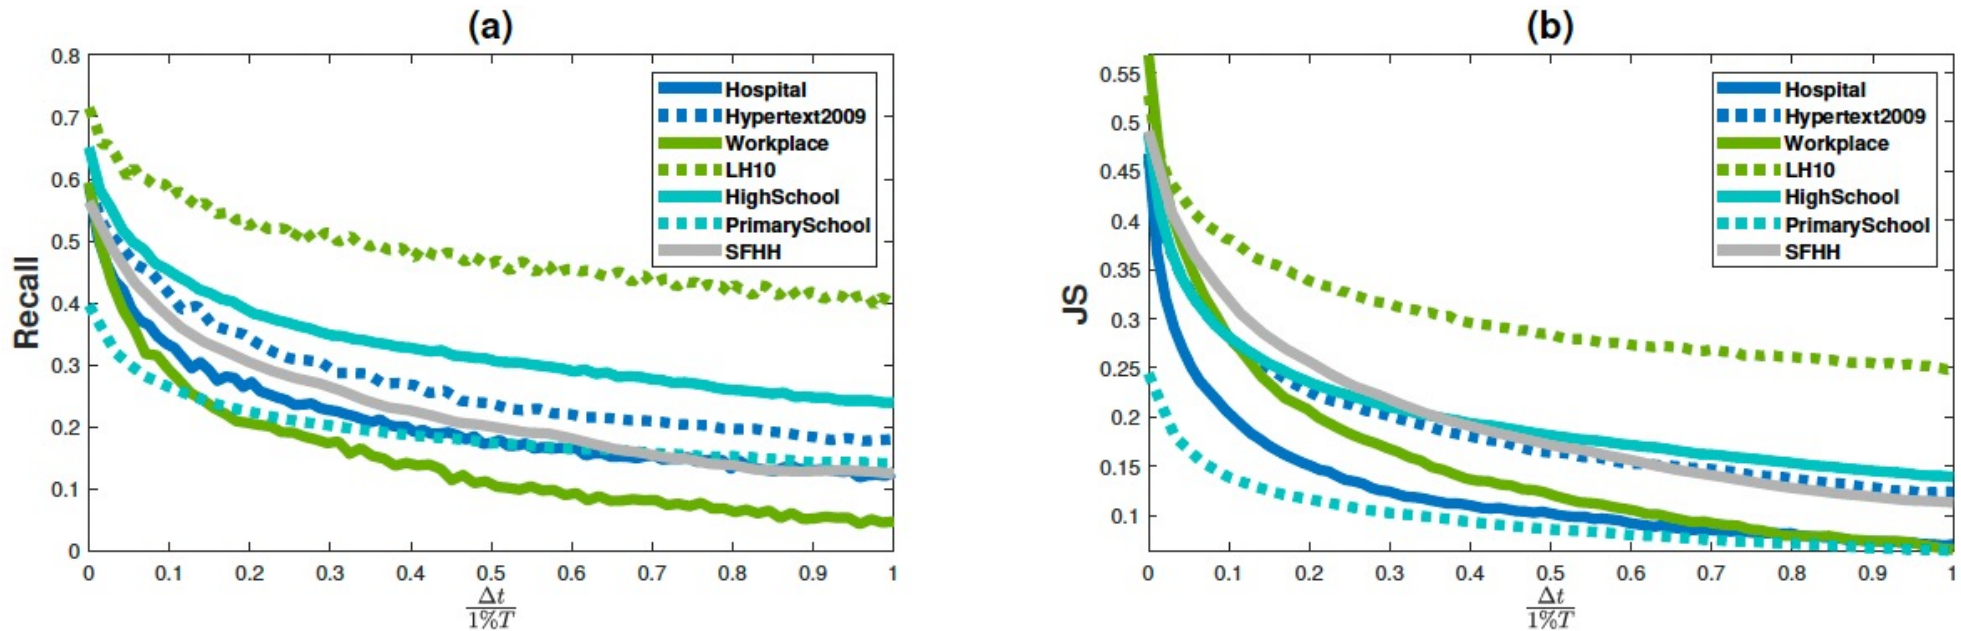 (a)
0.8
0.7
0.6
0.5
0.4
0.3
0.2
0.1
0
Recall
Hospital
Hypertext2009
Workplace
LH10
HighSchool
PrimarySchool
SFHH
0 0.1 0.2 0.3 0.4 0.5 0.6 0.7 0.8 0.9 1
Δt
1%T
(b)
0.55
0.5
0.45
0.4
0.35
0.3
0.25
0.2
0.15
0.1
JS
Hospital
Hypertext2009
Workplace
LH10
HighSchool
PrimarySchool
SFHH
0 0.1 0.2 0.3 0.4 0.5 0.6 0.7 0.8 0.9 1
Δt
1%T